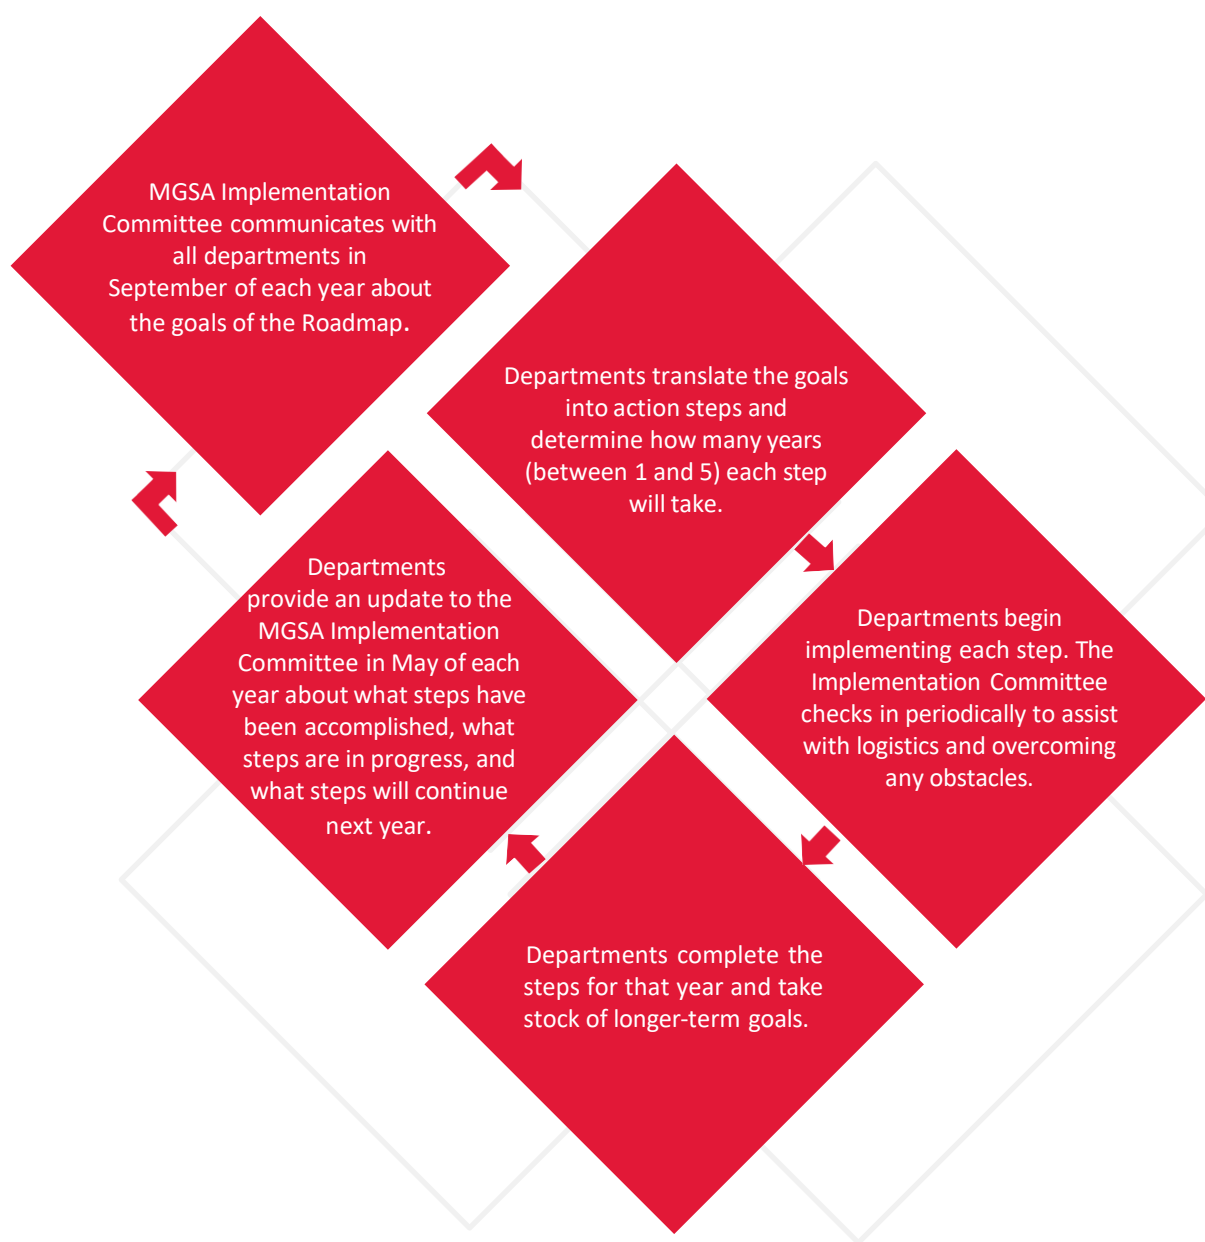 MGSA Implementation
Committee communicates with
all departments in
September of each year about
the goals of the Roadmap.
Departments translate the goals
into action steps and
determine how many years
(between 1 and 5) each step
will take.
Departments begin
implementing each step. The
Implementation Committee
checks in periodically to assist
with logistics and overcoming
any obstacles.
Departments complete the
steps for that year and take
stock of longer-term goals.
Departments
provide an update to the
MGSA Implementation
Committee in May of each
year about what steps have
been accomplished, what
steps are in progress, and
what steps will continue
next year.